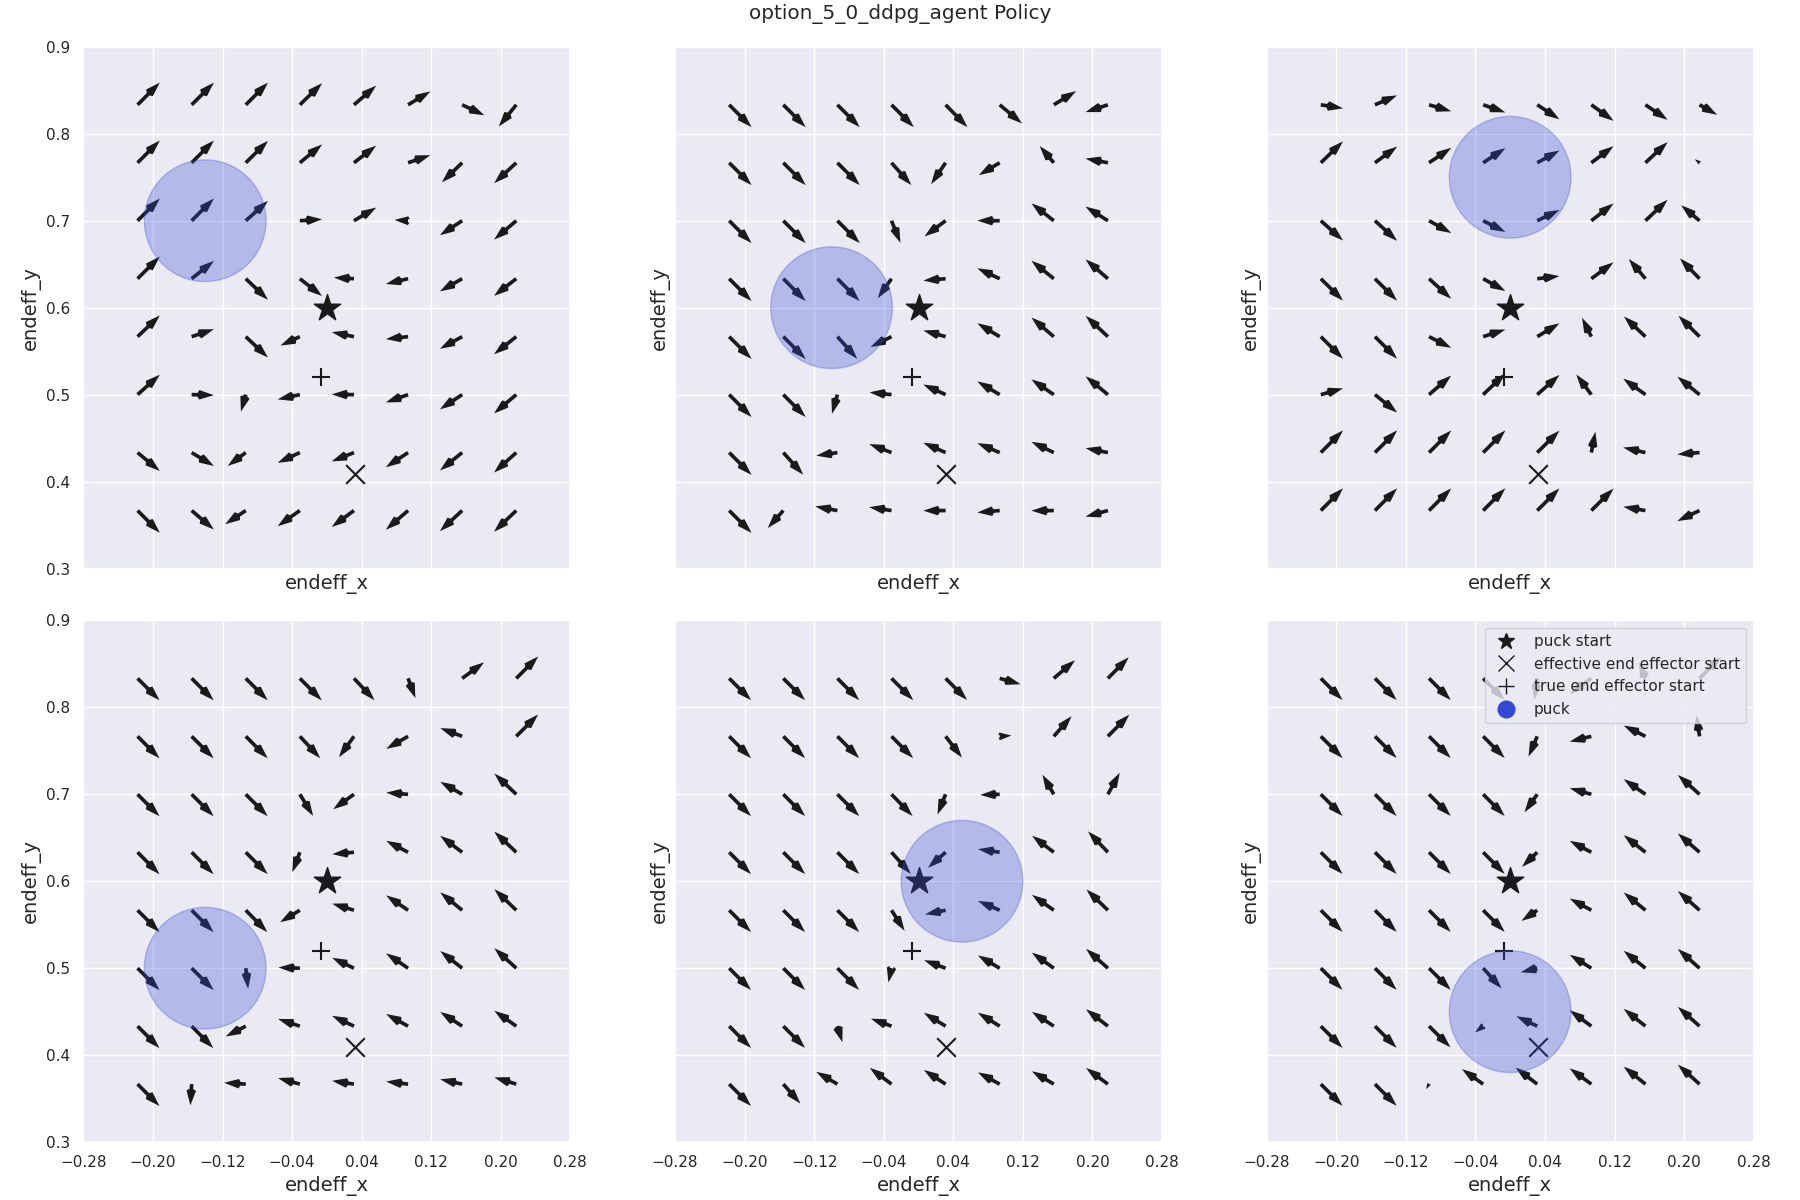 option_5_0_ddpg_agent Policy
0.9
0.8
0.7
0.6
0.5
0.4
0.3
endeff_y
endeff_x
endeff_y
endeff_x
endeff_y
endeff_x
0.9
0.8
0.7
0.6
0.5
0.4
0.3
endeff_y
−0.28 −0.20 −0.12 −0.04 0.04 0.12 0.20 0.28
endeff_x
endeff_y
−0.28 −0.20 −0.12 −0.04 0.04 0.12 0.20 0.28
endeff_x
puck start
effective end effector start
true end effector start
puck
endeff_y
−0.28 −0.20 −0.12 −0.04 0.04 0.12 0.20 0.28
endeff_x